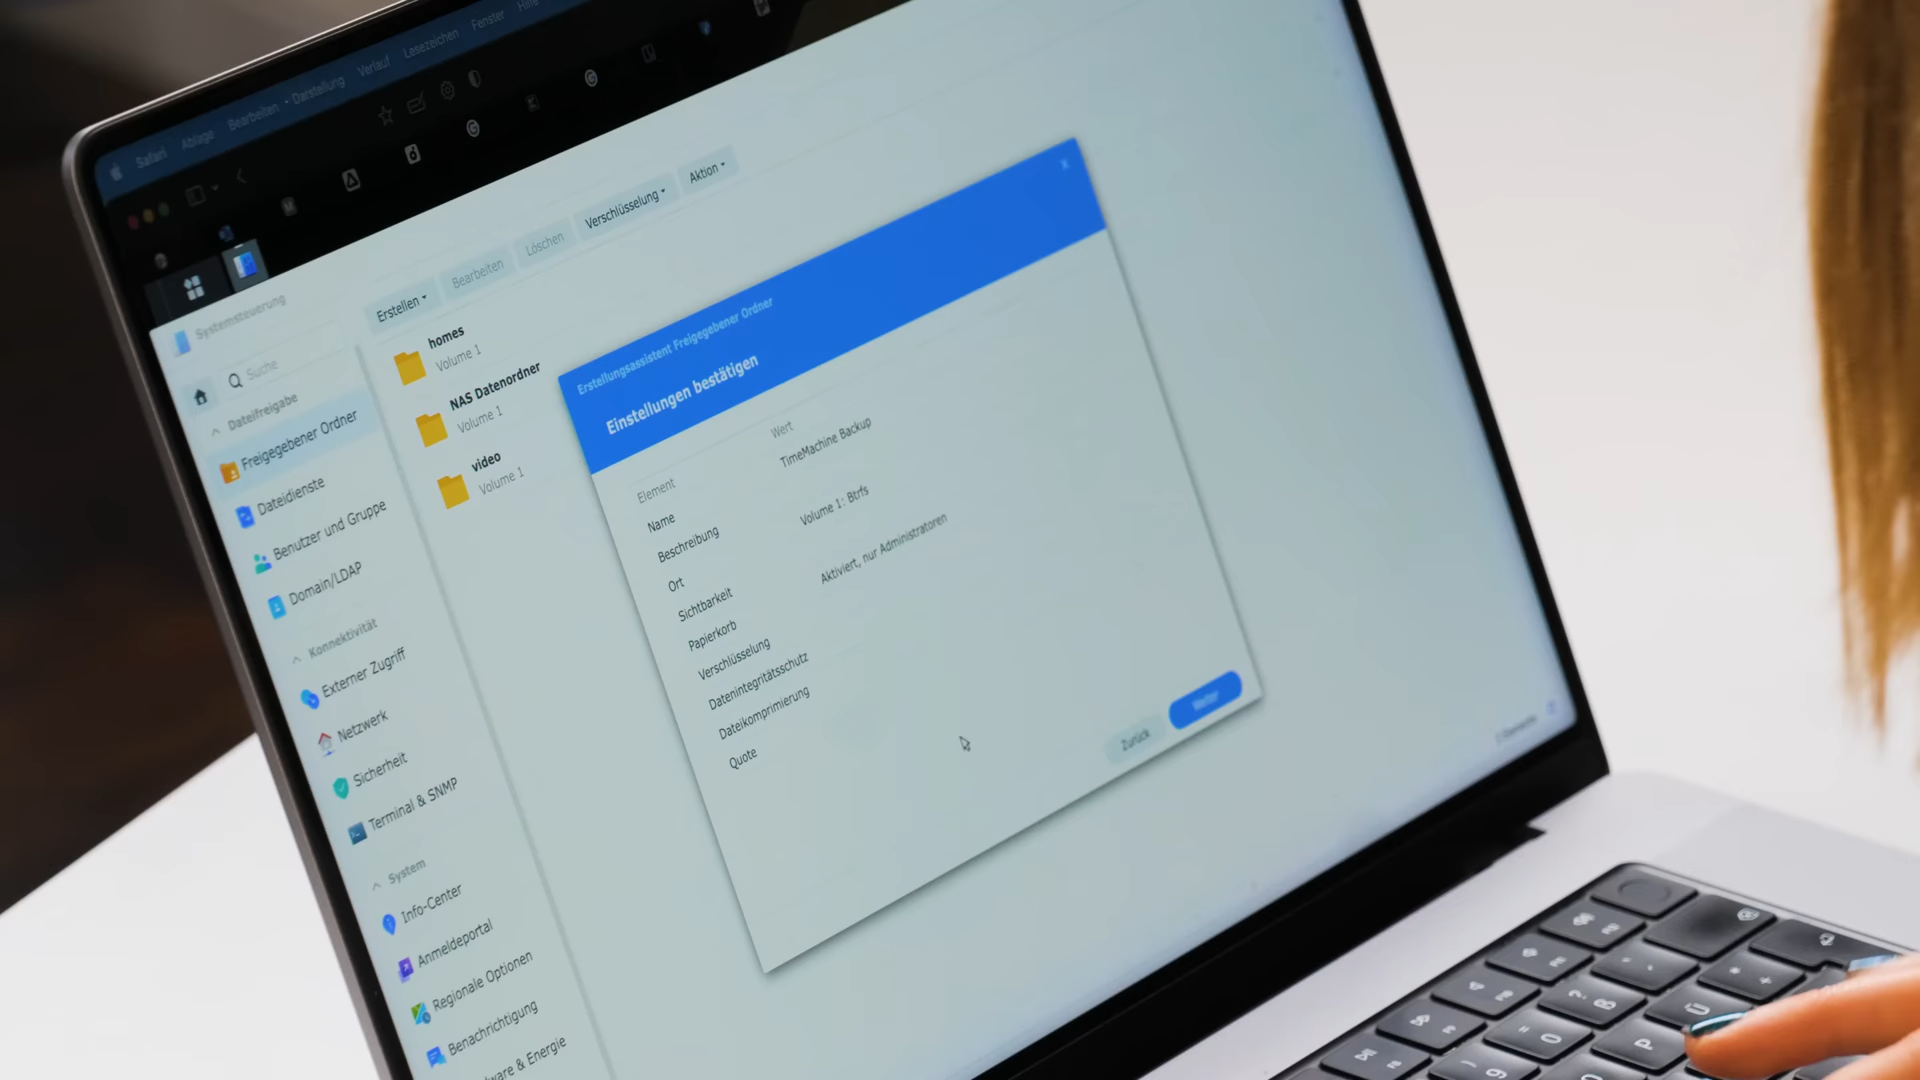 Safari Ablage Bearbeiten Darstellung Verlauf Lesezeichen Fenster Hilfe
Systemsteuerung
Suche
Dateifreigabe
Freigegebener Ordner
Dateidienste
Benutzer und Gruppe
Domain/LDAP
Konnektivität
Externer Zugriff
Netzwerk
Sicherheit
Terminal & SNMP
System
Info-Center
Anmeldeportal
Regionale Optionen
Benachrichtigung
& Energie
Erstellen Bearbeiten Löschen Verschlüsselung Aktion
homes
Volume 1
NAS Datenordner
Volume 1
video
Volume 1
Erstellungsassistent Freigegebener Ordner
Einstellungen bestätigen
Element Wert
Name TimeMachine Backup
Beschreibung
Ort Volume 1: Btrfs
Sichtbarkeit
Papierkorb Aktiviert, nur Administratoren
Verschlüsselung
Datenintegritätsschutz
Dateikomprimierung
Quote
Zurück Weiter